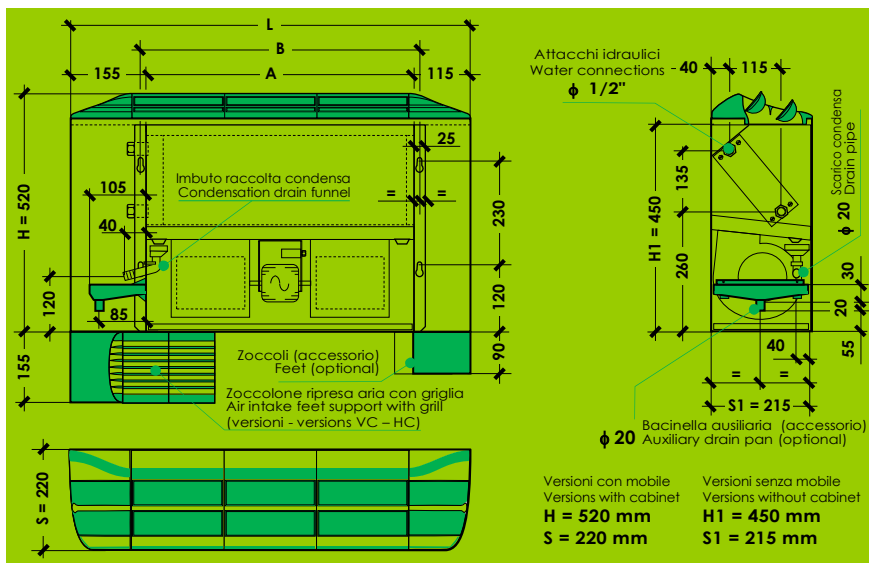 L
B
155
A
115
H = 520
25
105
Imbuto raccolta condensa
Condensation drain funnel
=
=
40
230
120
120
85
155
90
Zoccoli (accessorio)
Feet (optional)
Zoccolone ripresa aria con griglia
Air intake feet support with grill
(versioni - versions VC – HC)
S = 220
Attacchi idraulici
Water connections
ϕ 1/2"
40
115
Scarico condensa
Drain pipe
ϕ 20
135
H1 = 450
260
30
20
55
40
=
=
S1 = 215
ϕ 20
Bacinella ausiliaria (accessorio)
Auxiliary drain pan (optional)
Versioni con mobile
Versions with cabinet
H = 520 mm
S = 220 mm
Versioni senza mobile
Versions without cabinet
H1 = 450 mm
S1 = 215 mm